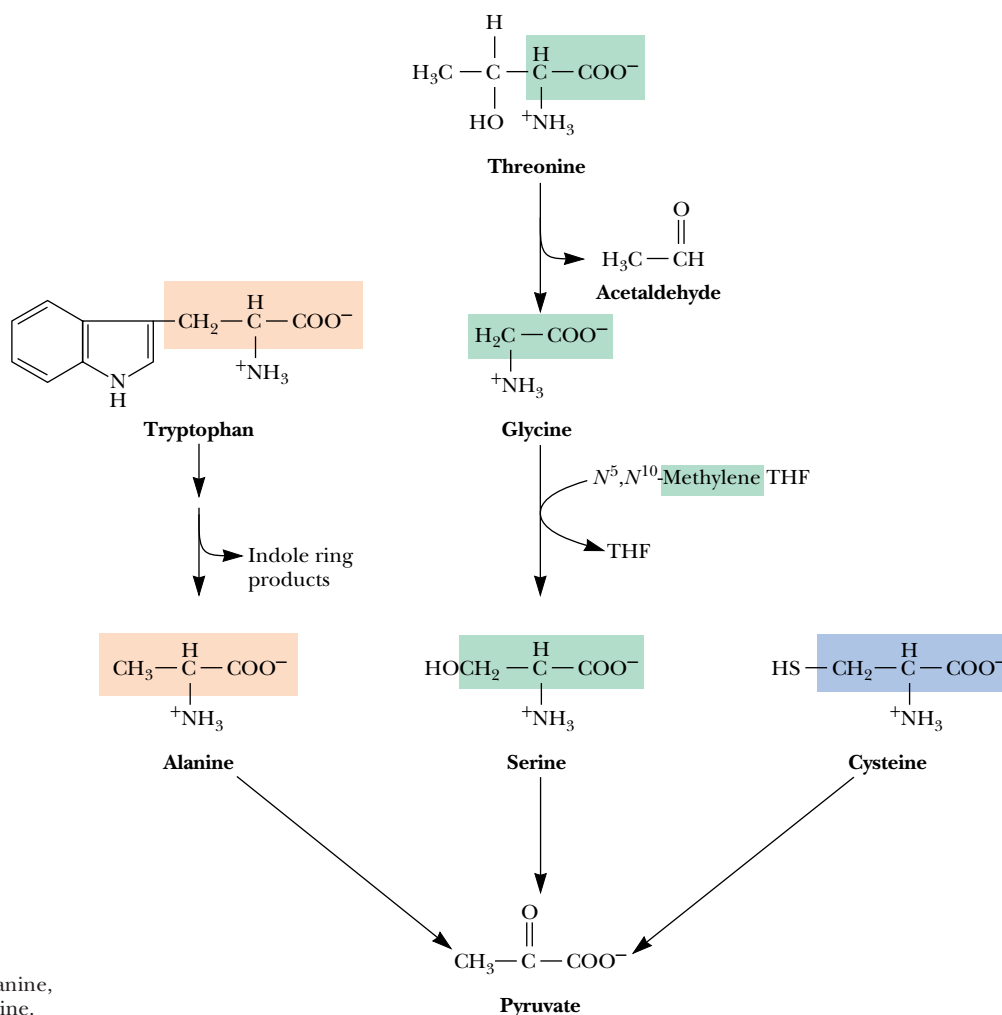 H
H
H₃C — C — C — COO⁻
HO ⁺NH₃
Threonine
O
H₃C — CH
Acetaldehyde
H
CH₂ — C — COO⁻
⁺NH₃
N
H
Tryptophan
H₂C — COO⁻
⁺NH₃
Glycine
N⁵,N¹⁰-Methylene THF
THF
Indole ring
products
H
CH₃ — C — COO⁻
⁺NH₃
Alanine
H
HOCH₂ — C — COO⁻
⁺NH₃
Serine
H
HS — CH₂ — C — COO⁻
⁺NH₃
Cysteine
O
CH₃ — C — COO⁻
Pyruvate
anine,
ine.